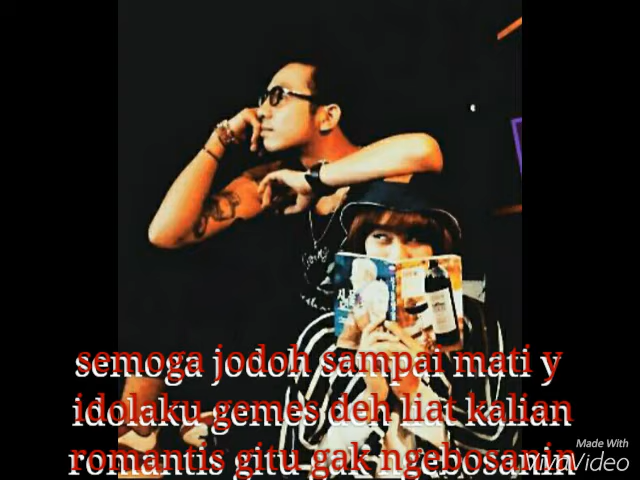 semoga jodoh sampai mati y
idolaku gemes deh liat kalian
romantis gitu gak ngebosanin
Made With
VivaVideo